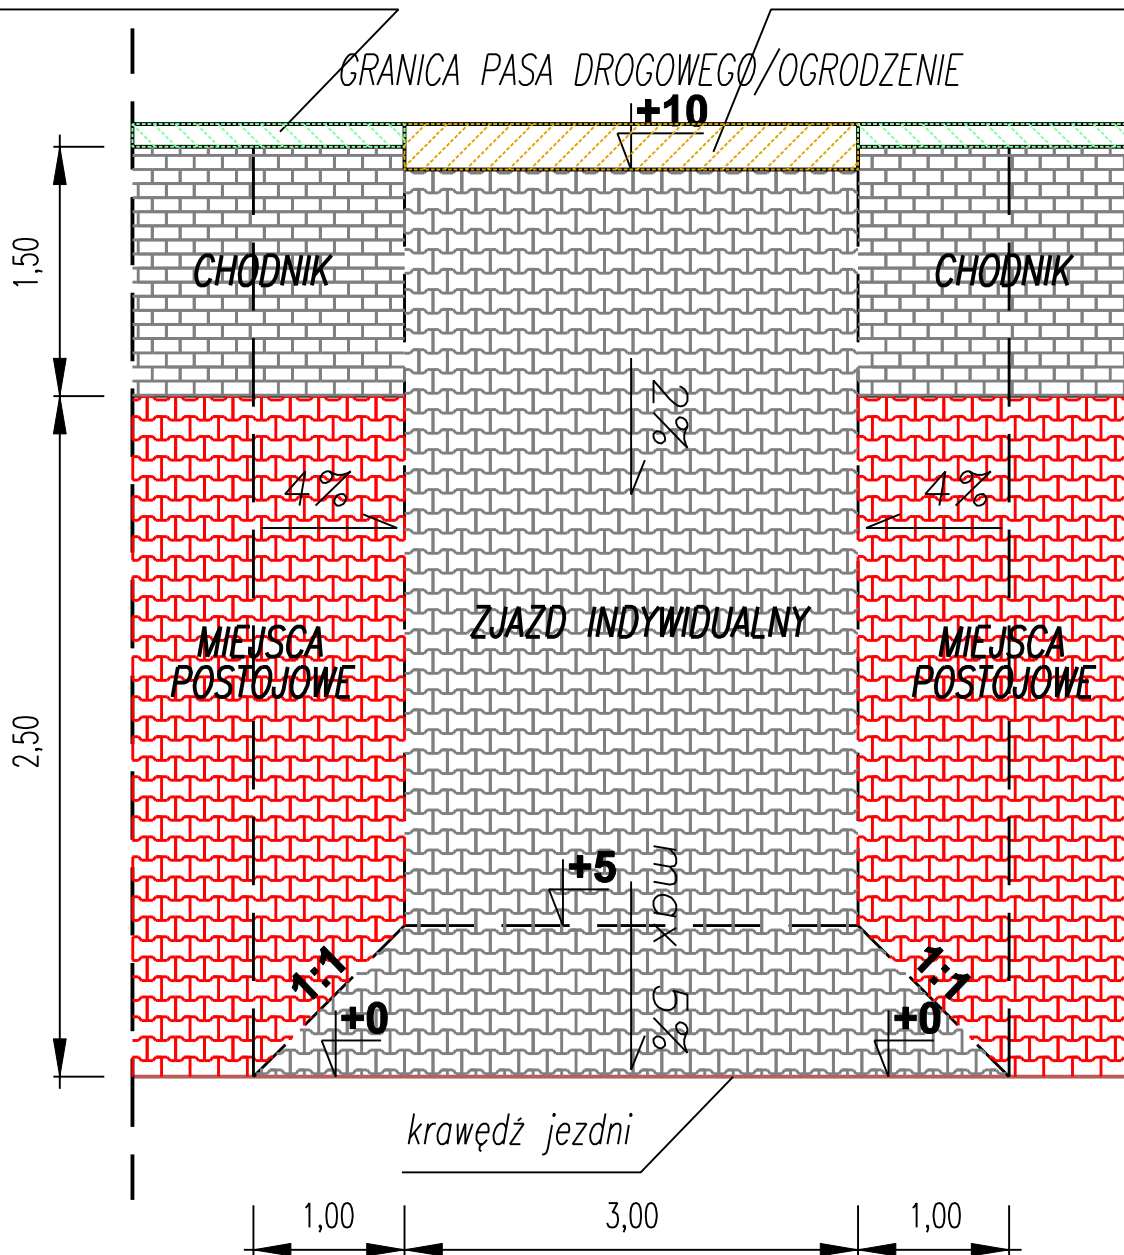 GRANICA PASA DROGOWEGO/OGRODZENIE
+10
1,50
CHODNIK
CHODNIK
2%
4%
4%
ZJAZD INDYWIDUALNY
MIEJSCA
POSTOJOWE
MIEJSCA
POSTOJOWE
2,50
+5
max 5%
1:1
1:1
+0
+0
krawędź jezdni
1,00
3,00
1,00